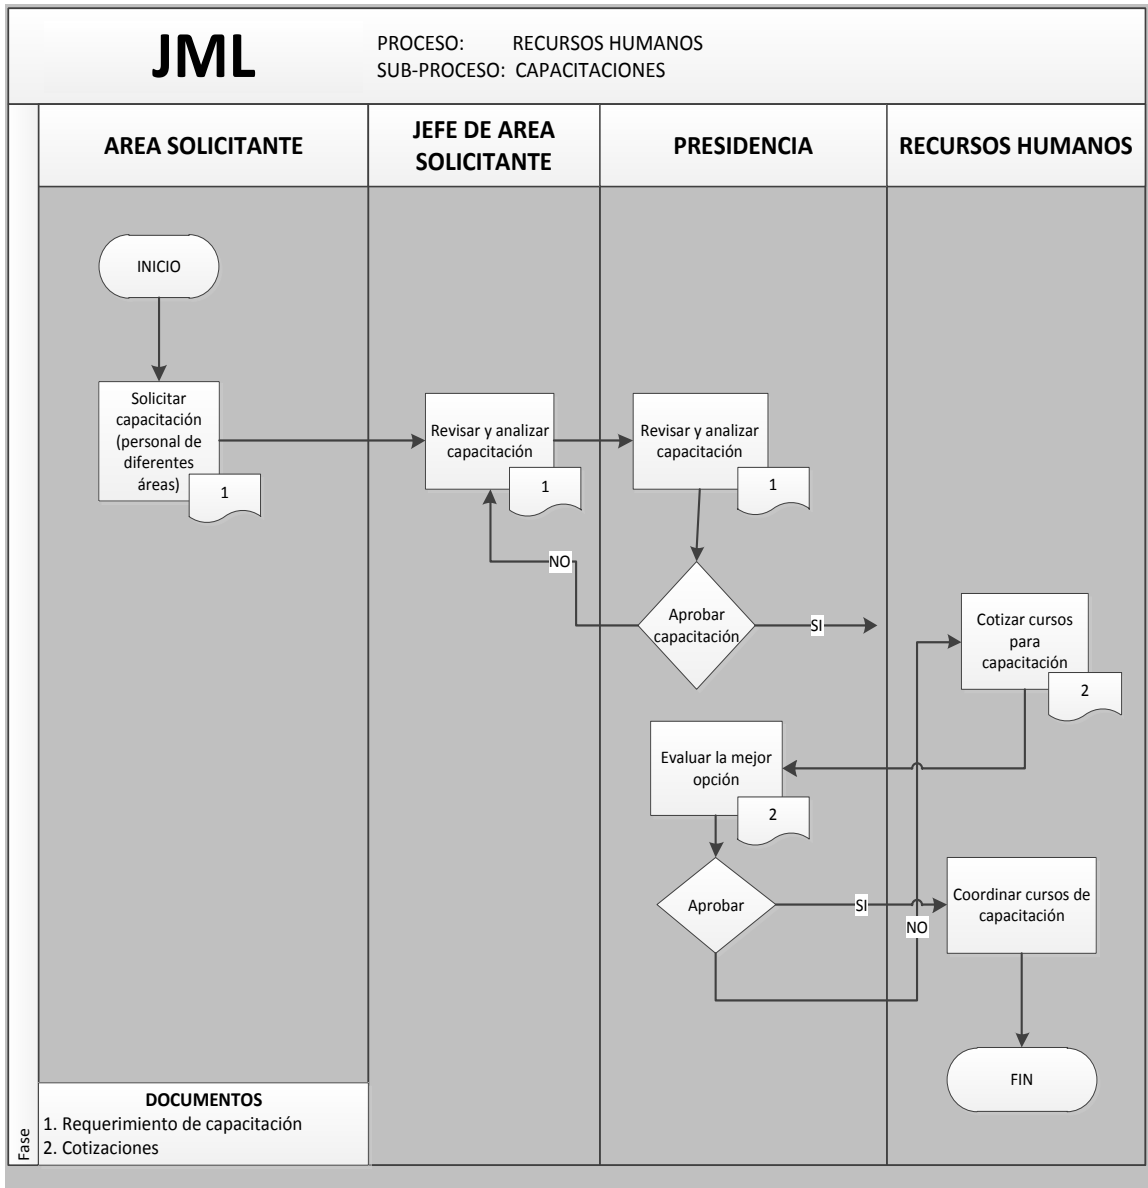 JML
PROCESO: RECURSOS HUMANOS
SUB-PROCESO: CAPACITACIONES
AREA SOLICITANTE
JEFE DE AREA
SOLICITANTE
PRESIDENCIA
RECURSOS HUMANOS
INICIO
Solicitar
capacitación
(personal de
diferentes
áreas)
1
Revisar y analizar
capacitación
1
Revisar y analizar
capacitación
1
NO
Aprobar
capacitación
SI
Cotizar cursos
para
capacitación
2
Evaluar la mejor
opción
2
Aprobar
SI
NO
Coordinar cursos de
capacitación
FIN
DOCUMENTOS
1. Requerimiento de capacitación
2. Cotizaciones
Fase